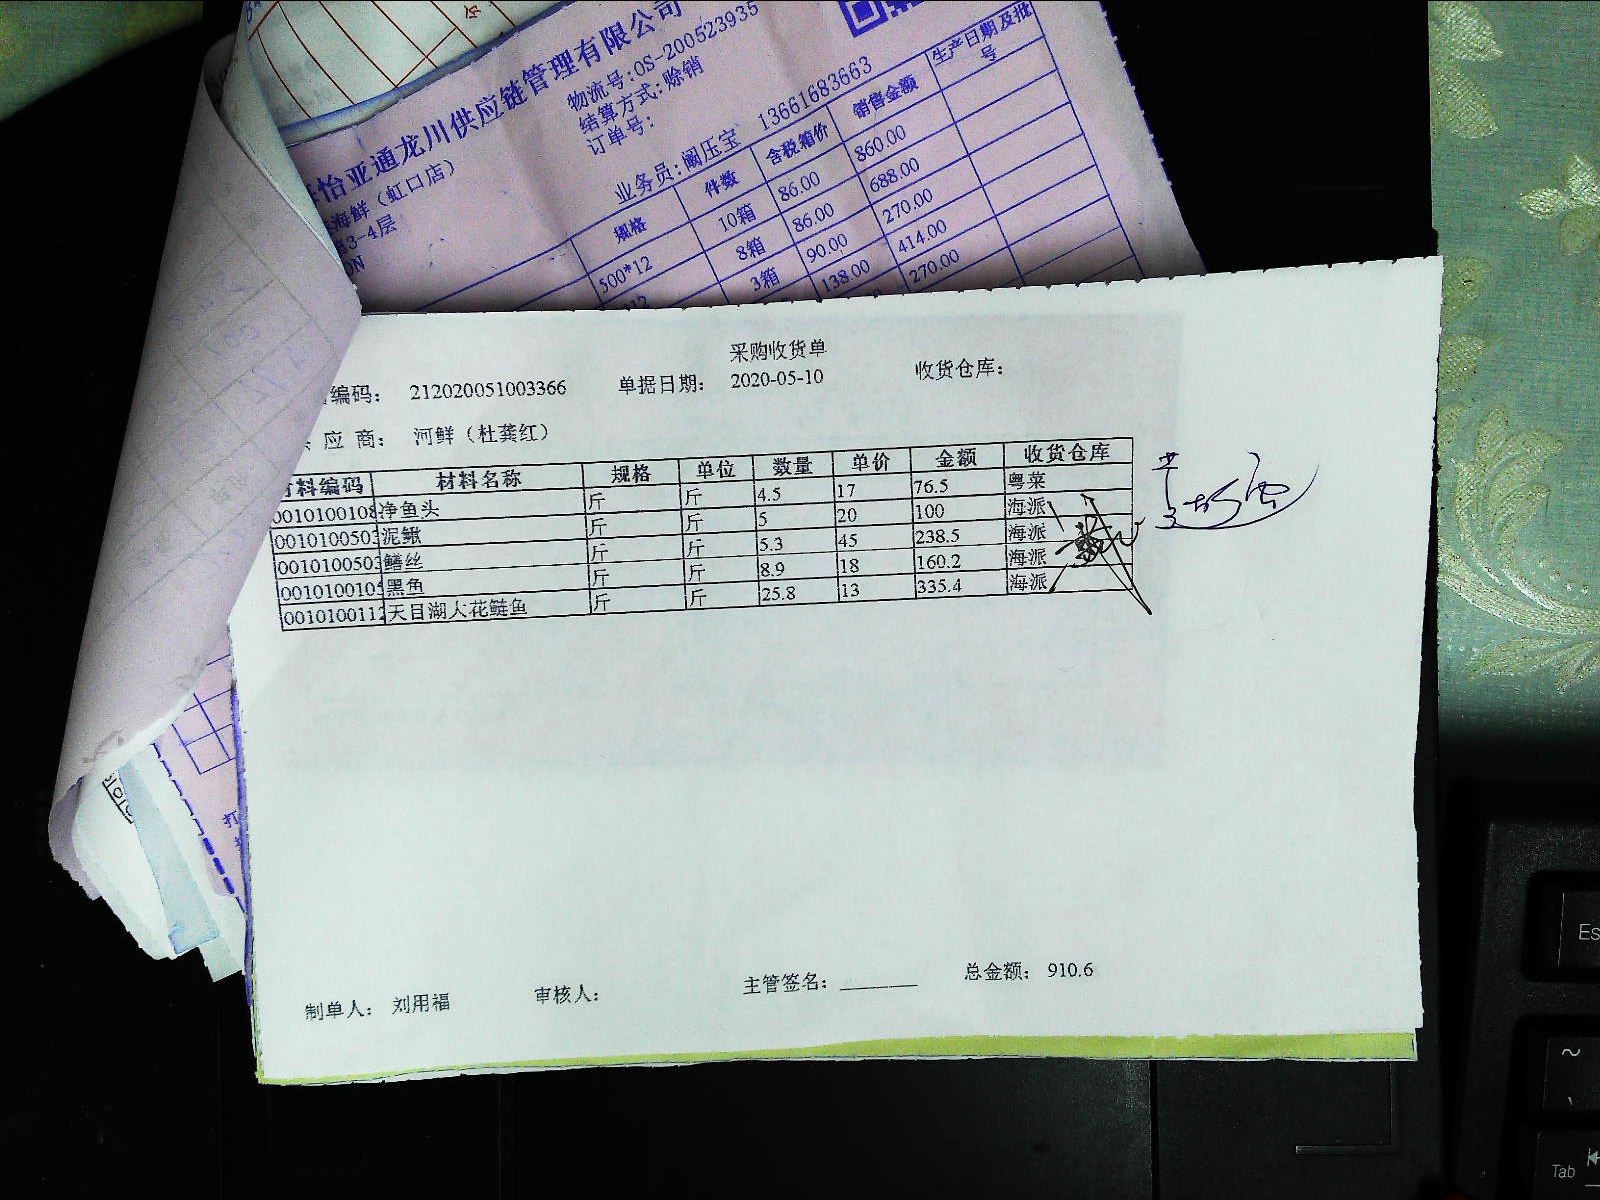 怡亚通龙川供应链管理有限公司
物流号:OS-200523935
海鲜（虹口店）
结算方式:赊销
3-4层
订单号:
业务员:阚压宝 13661683663
规格 件数 含税箱价 销售金额 生产日期及批号
500*12 10箱 86.00 860.00
8箱 86.00 688.00
3箱 90.00 270.00
138.00 414.00
270.00
采购收货单
编码: 212020051003366 单据日期: 2020-05-10 收货仓库:
应 商: 河鲜（杜龚红）
料编码 材料名称 规格 单位 数量 单价 金额 收货仓库
0010100108 净鱼头 斤 斤 4.5 17 76.5 粤菜
0010100503 泥鳅 斤 斤 5 20 100 海派
0010100503 鳝丝 斤 斤 5.3 45 238.5 海派
0010100105 黑鱼 斤 斤 8.9 18 160.2 海派
0010100112 天目湖大花鲢鱼 斤 斤 25.8 13 335.4 海派
制单人: 刘用福 审核人: 主管签名: 总金额: 910.6
Es
~
Tab